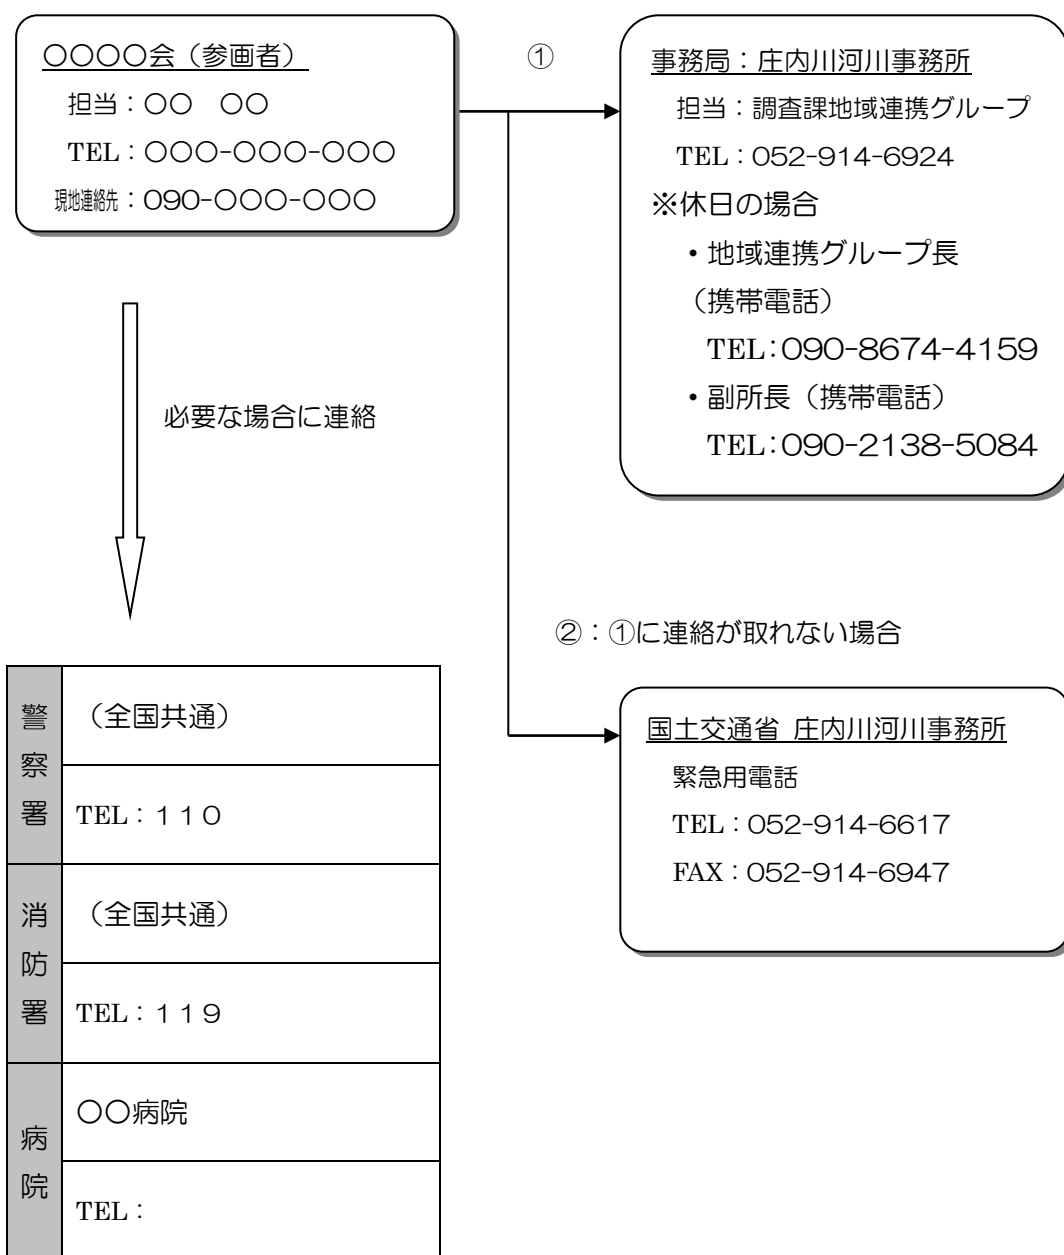 〇〇〇〇会（参画者）
担当：〇〇　〇〇
TEL：〇〇〇-〇〇〇-〇〇〇
現地連絡先：090-〇〇〇-〇〇〇
①
事務局：庄内川河川事務所
担当：調査課地域連携グループ
TEL：052-914-6924
※休日の場合
・地域連携グループ長
（携帯電話）
TEL：090-8674-4159
・副所長（携帯電話）
TEL：090-2138-5084
必要な場合に連絡
②：①に連絡が取れない場合
国土交通省 庄内川河川事務所
緊急用電話
TEL：052-914-6617
FAX：052-914-6947
警察署
（全国共通）
TEL：１１０
消防署
（全国共通）
TEL：１１９
病院
〇〇病院
TEL：